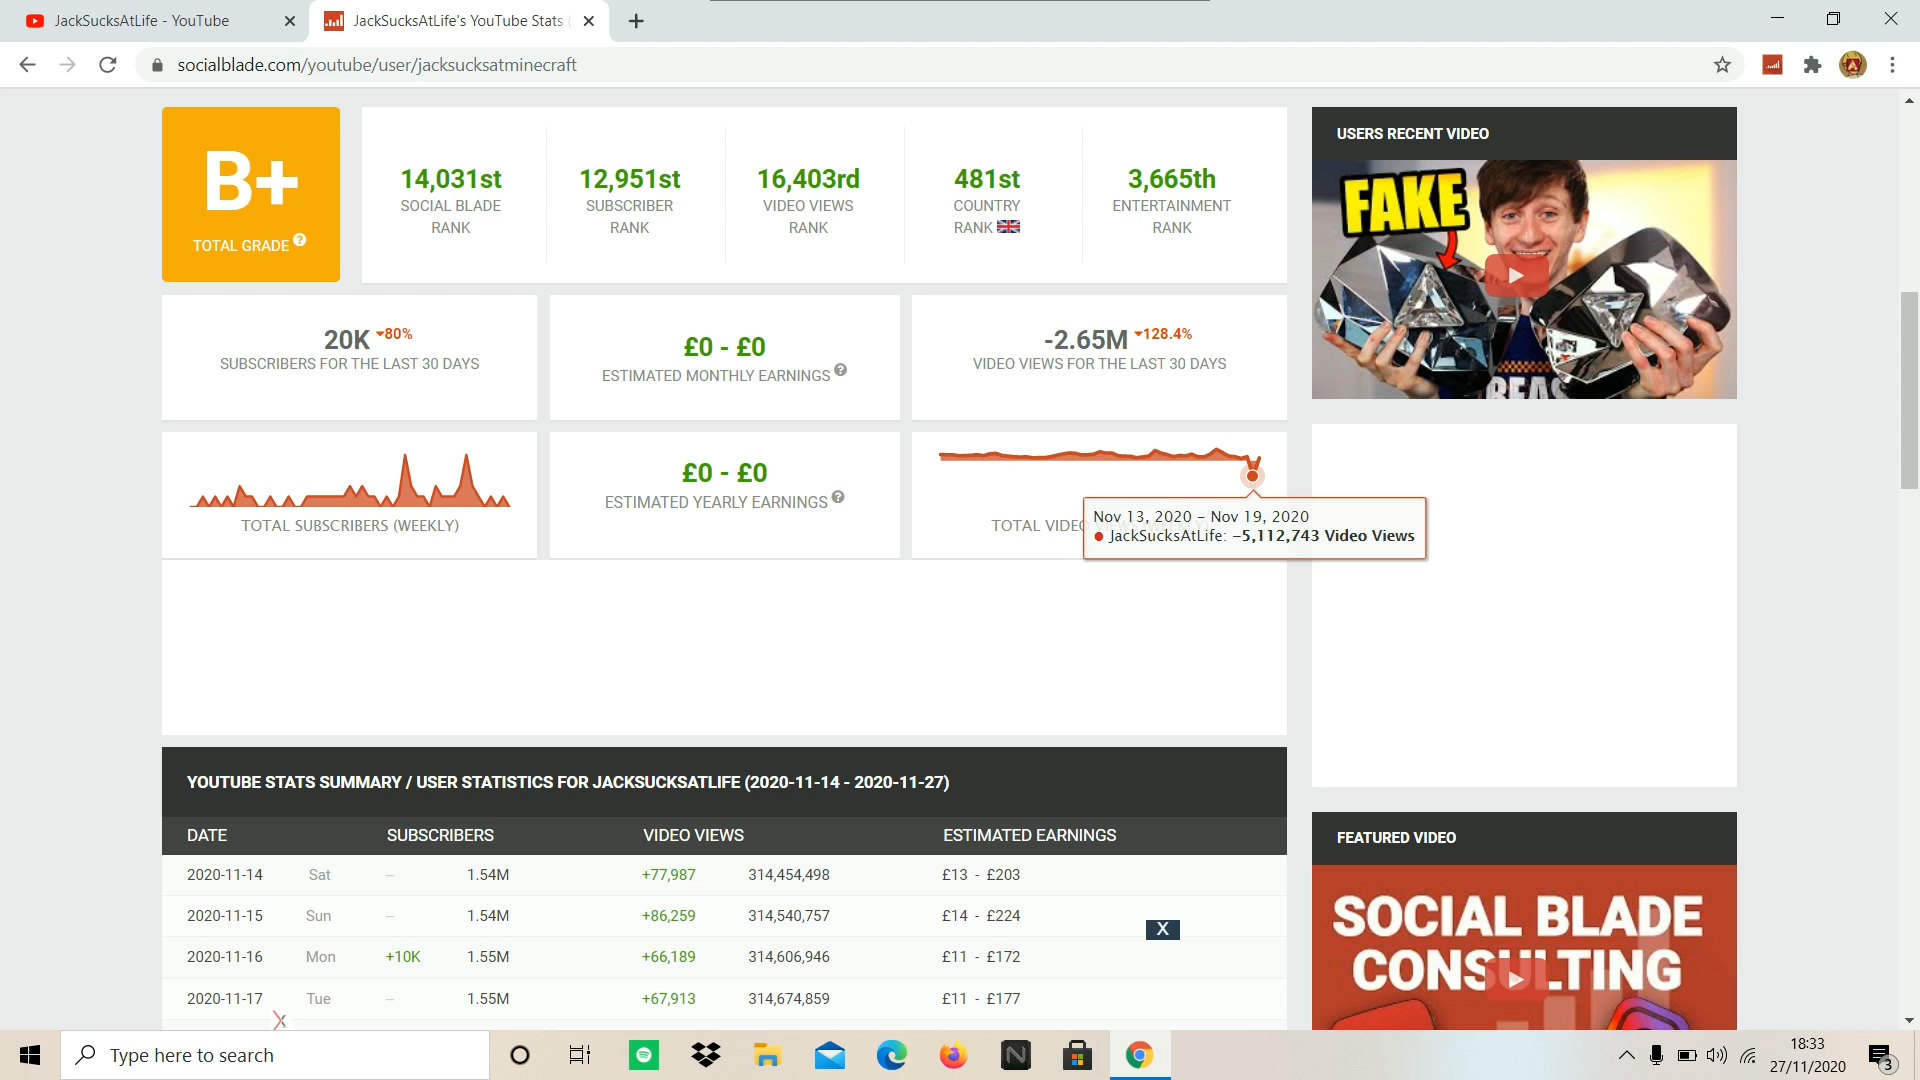 JackSucksAtLife - YouTube
JackSucksAtLife's YouTube Stats (
socialblade.com/youtube/user/jacksucksatminecraft
B+
TOTAL GRADE ?
14,031st
SOCIAL BLADE
RANK
12,951st
SUBSCRIBER
RANK
16,403rd
VIDEO VIEWS
RANK
481st
COUNTRY
RANK
3,665th
ENTERTAINMENT
RANK
20K 80%
SUBSCRIBERS FOR THE LAST 30 DAYS
£0 - £0
ESTIMATED MONTHLY EARNINGS ?
-2.65M 128.4%
VIDEO VIEWS FOR THE LAST 30 DAYS
TOTAL SUBSCRIBERS (WEEKLY)
£0 - £0
ESTIMATED YEARLY EARNINGS ?
TOTAL VIDEO
Nov 13, 2020 – Nov 19, 2020
JackSucksAtLife: −5,112,743 Video Views
USERS RECENT VIDEO
FAKE
BEAS
YOUTUBE STATS SUMMARY / USER STATISTICS FOR JACKSUCKSATLIFE (2020-11-14 - 2020-11-27)
DATE SUBSCRIBERS VIDEO VIEWS ESTIMATED EARNINGS
2020-11-14 Sat -- 1.54M +77,987 314,454,498 £13 - £203
2020-11-15 Sun -- 1.54M +86,259 314,540,757 £14 - £224
2020-11-16 Mon +10K 1.55M +66,189 314,606,946 £11 - £172
2020-11-17 Tue -- 1.55M +67,913 314,674,859 £11 - £177
X
X
FEATURED VIDEO
SOCIAL BLADE
CONSULTING
Type here to search
18:33
27/11/2020
3